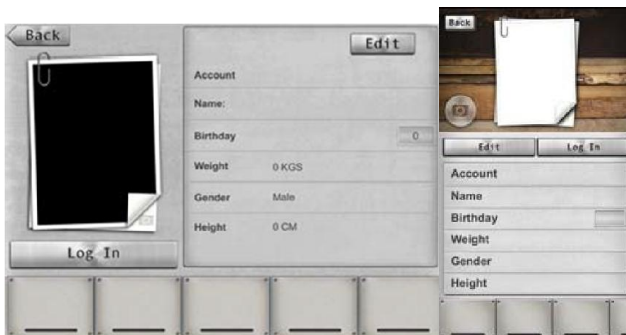 Back
Edit
Account
Name:
Birthday 0
Weight 0 KGS
Gender Male
Height 0 CM
Log In
Back
Edit Log In
Account
Name
Birthday
Weight
Gender
Height